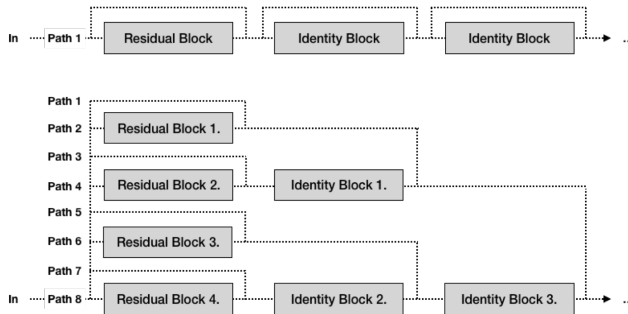 In Path 1 Residual Block Identity Block Identity Block ..
Path 1
Path 2 Residual Block 1.
Path 3
Path 4 Residual Block 2. Identity Block 1.
Path 5
Path 6 Residual Block 3.
Path 7
In Path 8 Residual Block 4. Identity Block 2. Identity Block 3. ..